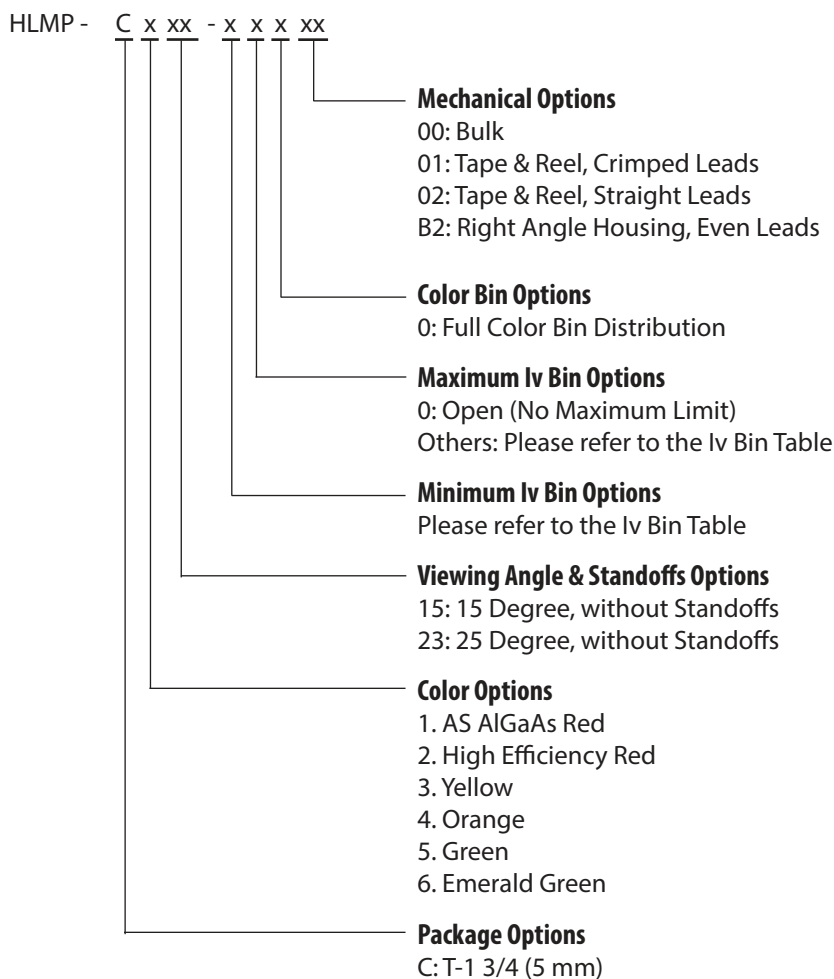 HLMP - C x xx - x x x xx
Mechanical Options
00: Bulk
01: Tape & Reel, Crimped Leads
02: Tape & Reel, Straight Leads
B2: Right Angle Housing, Even Leads
Color Bin Options
0: Full Color Bin Distribution
Maximum Iv Bin Options
0: Open (No Maximum Limit)
Others: Please refer to the Iv Bin Table
Minimum Iv Bin Options
Please refer to the Iv Bin Table
Viewing Angle & Standoffs Options
15: 15 Degree, without Standoffs
23: 25 Degree, without Standoffs
Color Options
1. AS AlGaAs Red
2. High Efficiency Red
3. Yellow
4. Orange
5. Green
6. Emerald Green
Package Options
C: T-1 3/4 (5 mm)